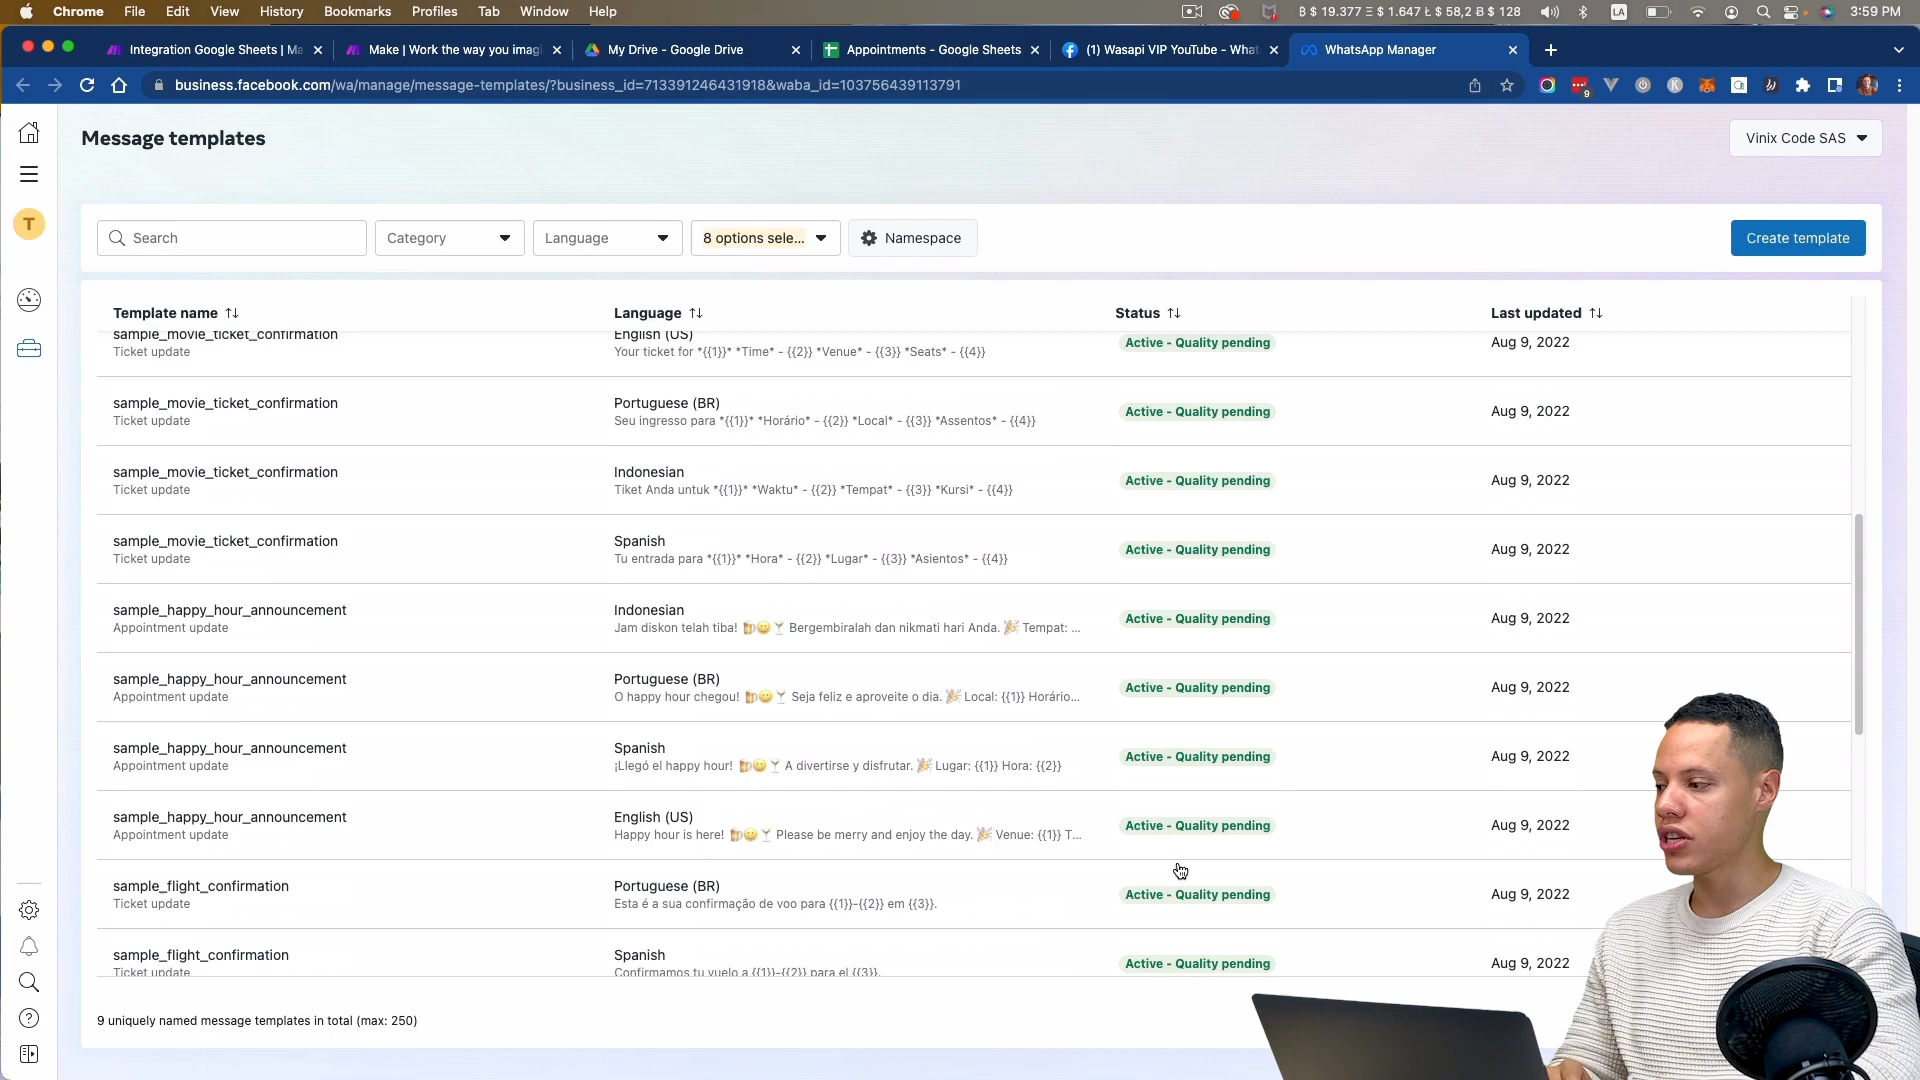 Chrome File Edit View History Bookmarks Profiles Tab Window Help
B $ 19.377 Ξ $ 1.647 Ł $ 58,2 Ƀ $ 128 LA 3:59 PM
Integration Google Sheets | Ma
Make | Work the way you imagi
My Drive - Google Drive
Appointments - Google Sheets
(1) Wasapi VIP YouTube - What
WhatsApp Manager
business.facebook.com/wa/manage/message-templates/?business_id=713391246431918&waba_id=103756439113791
9
Message templates
Vinix Code SAS
T
Search
Category
Language
8 options sele...
Namespace
Create template
Template name Language Status Last updated
sample_movie_ticket_confirmation English (US) Active - Quality pending Aug 9, 2022
Ticket update Your ticket for *{{1}}* *Time* - {{2}} *Venue* - {{3}} *Seats* - {{4}}
sample_movie_ticket_confirmation Portuguese (BR) Active - Quality pending Aug 9, 2022
Ticket update Seu ingresso para *{{1}}* *Horário* - {{2}} *Local* - {{3}} *Assentos* - {{4}}
sample_movie_ticket_confirmation Indonesian Active - Quality pending Aug 9, 2022
Ticket update Tiket Anda untuk *{{1}}* *Waktu* - {{2}} *Tempat* - {{3}} *Kursi* - {{4}}
sample_movie_ticket_confirmation Spanish Active - Quality pending Aug 9, 2022
Ticket update Tu entrada para *{{1}}* *Hora* - {{2}} *Lugar* - {{3}} *Asientos* - {{4}}
sample_happy_hour_announcement Indonesian Active - Quality pending Aug 9, 2022
Appointment update Jam diskon telah tiba! 🍺😀🍸 Bergembiralah dan nikmati hari Anda. 🎉 Tempat: ...
sample_happy_hour_announcement Portuguese (BR) Active - Quality pending Aug 9, 2022
Appointment update O happy hour chegou! 🍺😀🍸 Seja feliz e aproveite o dia. 🎉 Local: {{1}} Horário...
sample_happy_hour_announcement Spanish Active - Quality pending Aug 9, 2022
Appointment update ¡Llegó el happy hour! 🍺😀🍸 A divertirse y disfrutar. 🎉 Lugar: {{1}} Hora: {{2}}
sample_happy_hour_announcement English (US) Active - Quality pending Aug 9, 2022
Appointment update Happy hour is here! 🍺😀🍸 Please be merry and enjoy the day. 🎉 Venue: {{1}} T...
sample_flight_confirmation Portuguese (BR) Active - Quality pending Aug 9, 2022
Ticket update Esta é a sua confirmação de voo para {{1}}-{{2}} em {{3}}.
sample_flight_confirmation Spanish Active - Quality pending Aug 9, 2022
Ticket update Confirmamos tu vuelo a {{1}}-{{2}} para el {{3}}.
9 uniquely named message templates in total (max: 250)